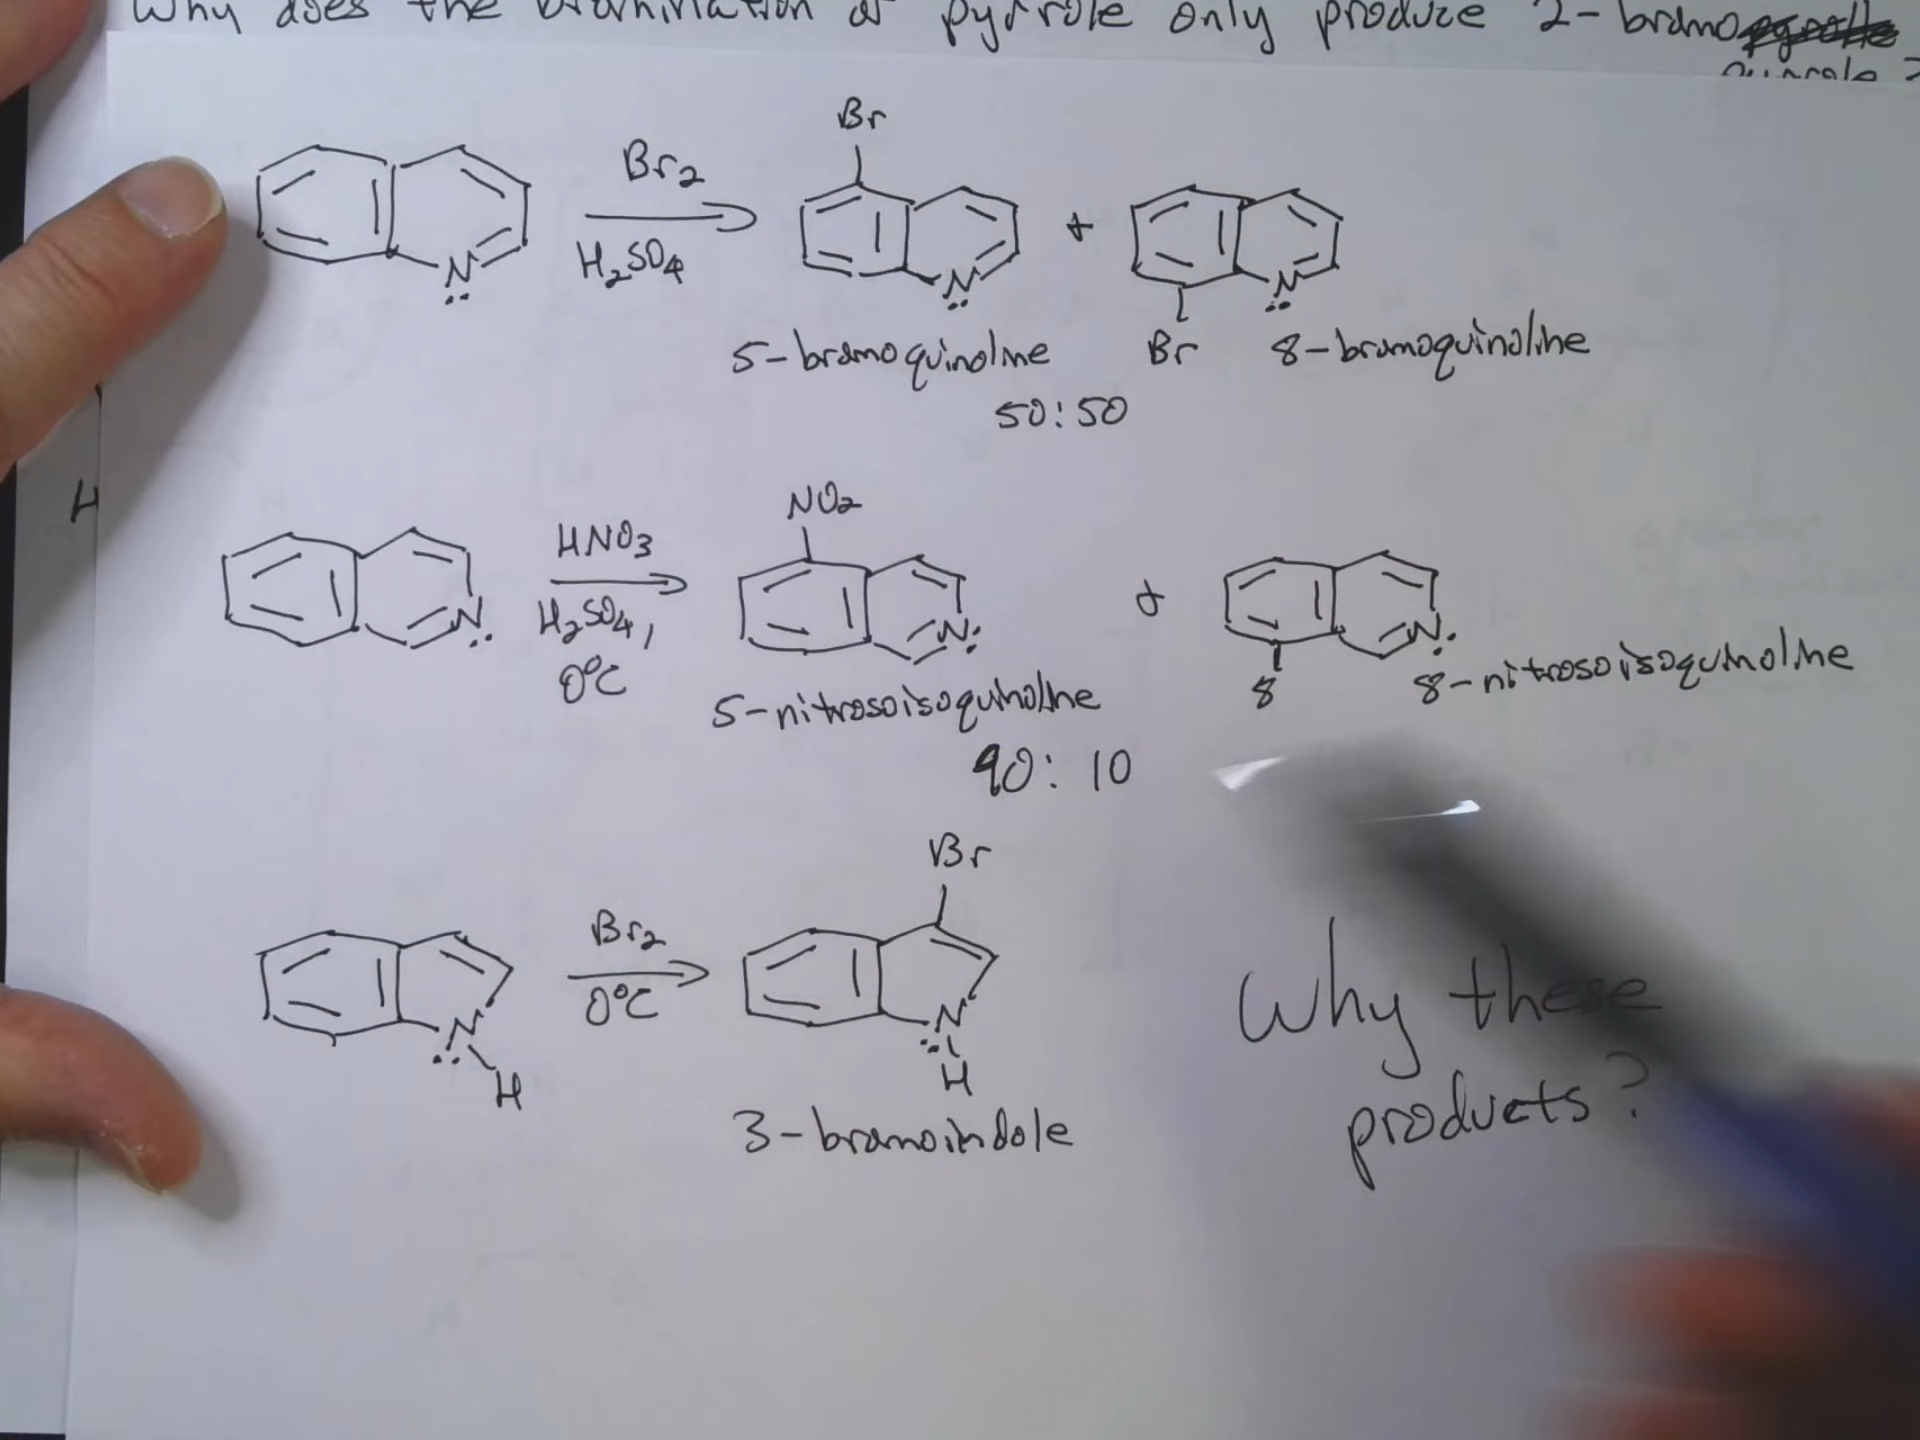 Why does the bromination of pyrrole only produce 2-bromo
pyrrole?
Br
Br2
H2SO4
N
N
+
N
Br
5-bromoquinoline
8-bromoquinoline
50:50
H
NO2
HNO3
H2SO4,
0°C
N
N
+
N
8
5-nitrosoisoquinoline
8-nitrosoisoquinoline
90:10
Br
Br2
0°C
N
H
N
H
3-bromoindole
Why these
products?